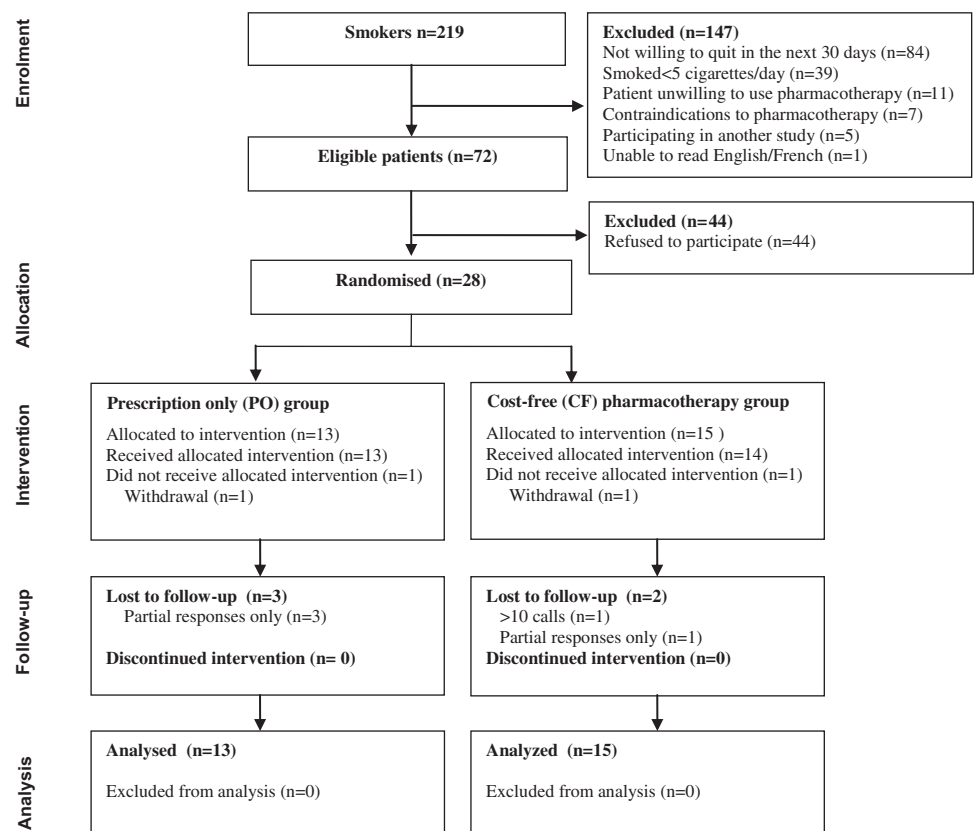 Enrolment
Smokers n=219
Excluded (n=147)
Not willing to quit in the next 30 days (n=84)
Smoked<5 cigarettes/day (n=39)
Patient unwilling to use pharmacotherapy (n=11)
Contraindications to pharmacotherapy (n=7)
Participating in another study (n=5)
Unable to read English/French (n=1)
Eligible patients (n=72)
Excluded (n=44)
Refused to participate (n=44)
Allocation
Randomised (n=28)
Intervention
Prescription only (PO) group
Allocated to intervention (n=13)
Received allocated intervention (n=13)
Did not receive allocated intervention (n=1)
Withdrawal (n=1)
Cost-free (CF) pharmacotherapy group
Allocated to intervention (n=15 )
Received allocated intervention (n=14)
Did not receive allocated intervention (n=1)
Withdrawal (n=1)
Follow-up
Lost to follow-up (n=3)
Partial responses only (n=3)
Discontinued intervention (n= 0)
Lost to follow-up (n=2)
>10 calls (n=1)
Partial responses only (n=1)
Discontinued intervention (n=0)
Analysis
Analysed (n=13)
Excluded from analysis (n=0)
Analyzed (n=15)
Excluded from analysis (n=0)